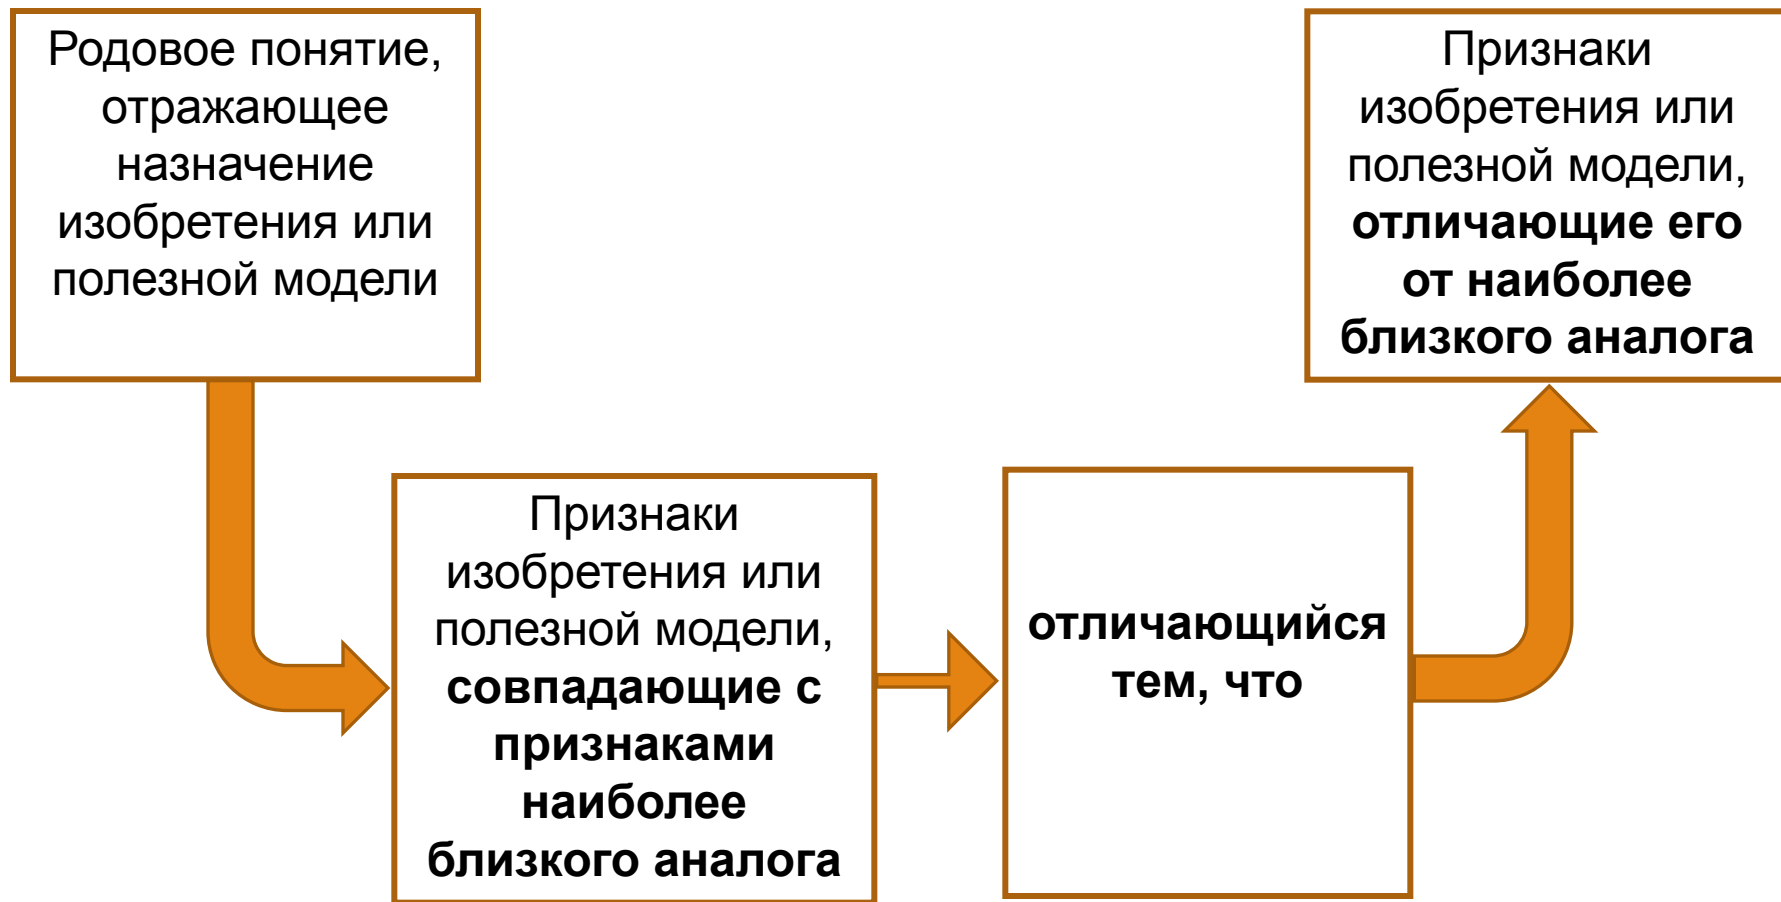 Родовое понятие,
отражающее
назначение
изобретения или
полезной модели
Признаки
изобретения или
полезной модели,
совпадающие с
признаками
наиболее
близкого аналога
отличающийся
тем, что
Признаки
изобретения или
полезной модели,
отличающие его
от наиболее
близкого аналога